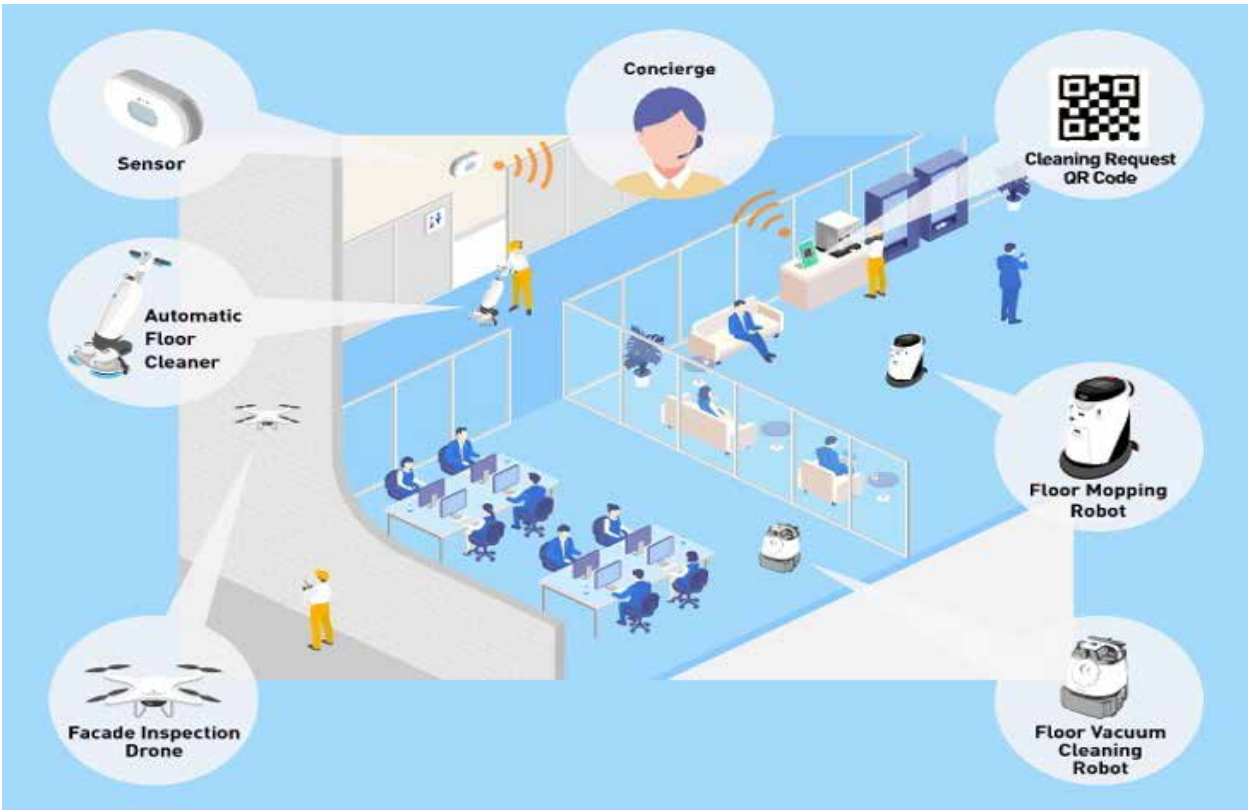 Sensor
Concierge
Cleaning Request
QR Code
Automatic
Floor
Cleaner
Floor Mopping
Robot
Facade Inspection
Drone
Floor Vacuum
Cleaning
Robot